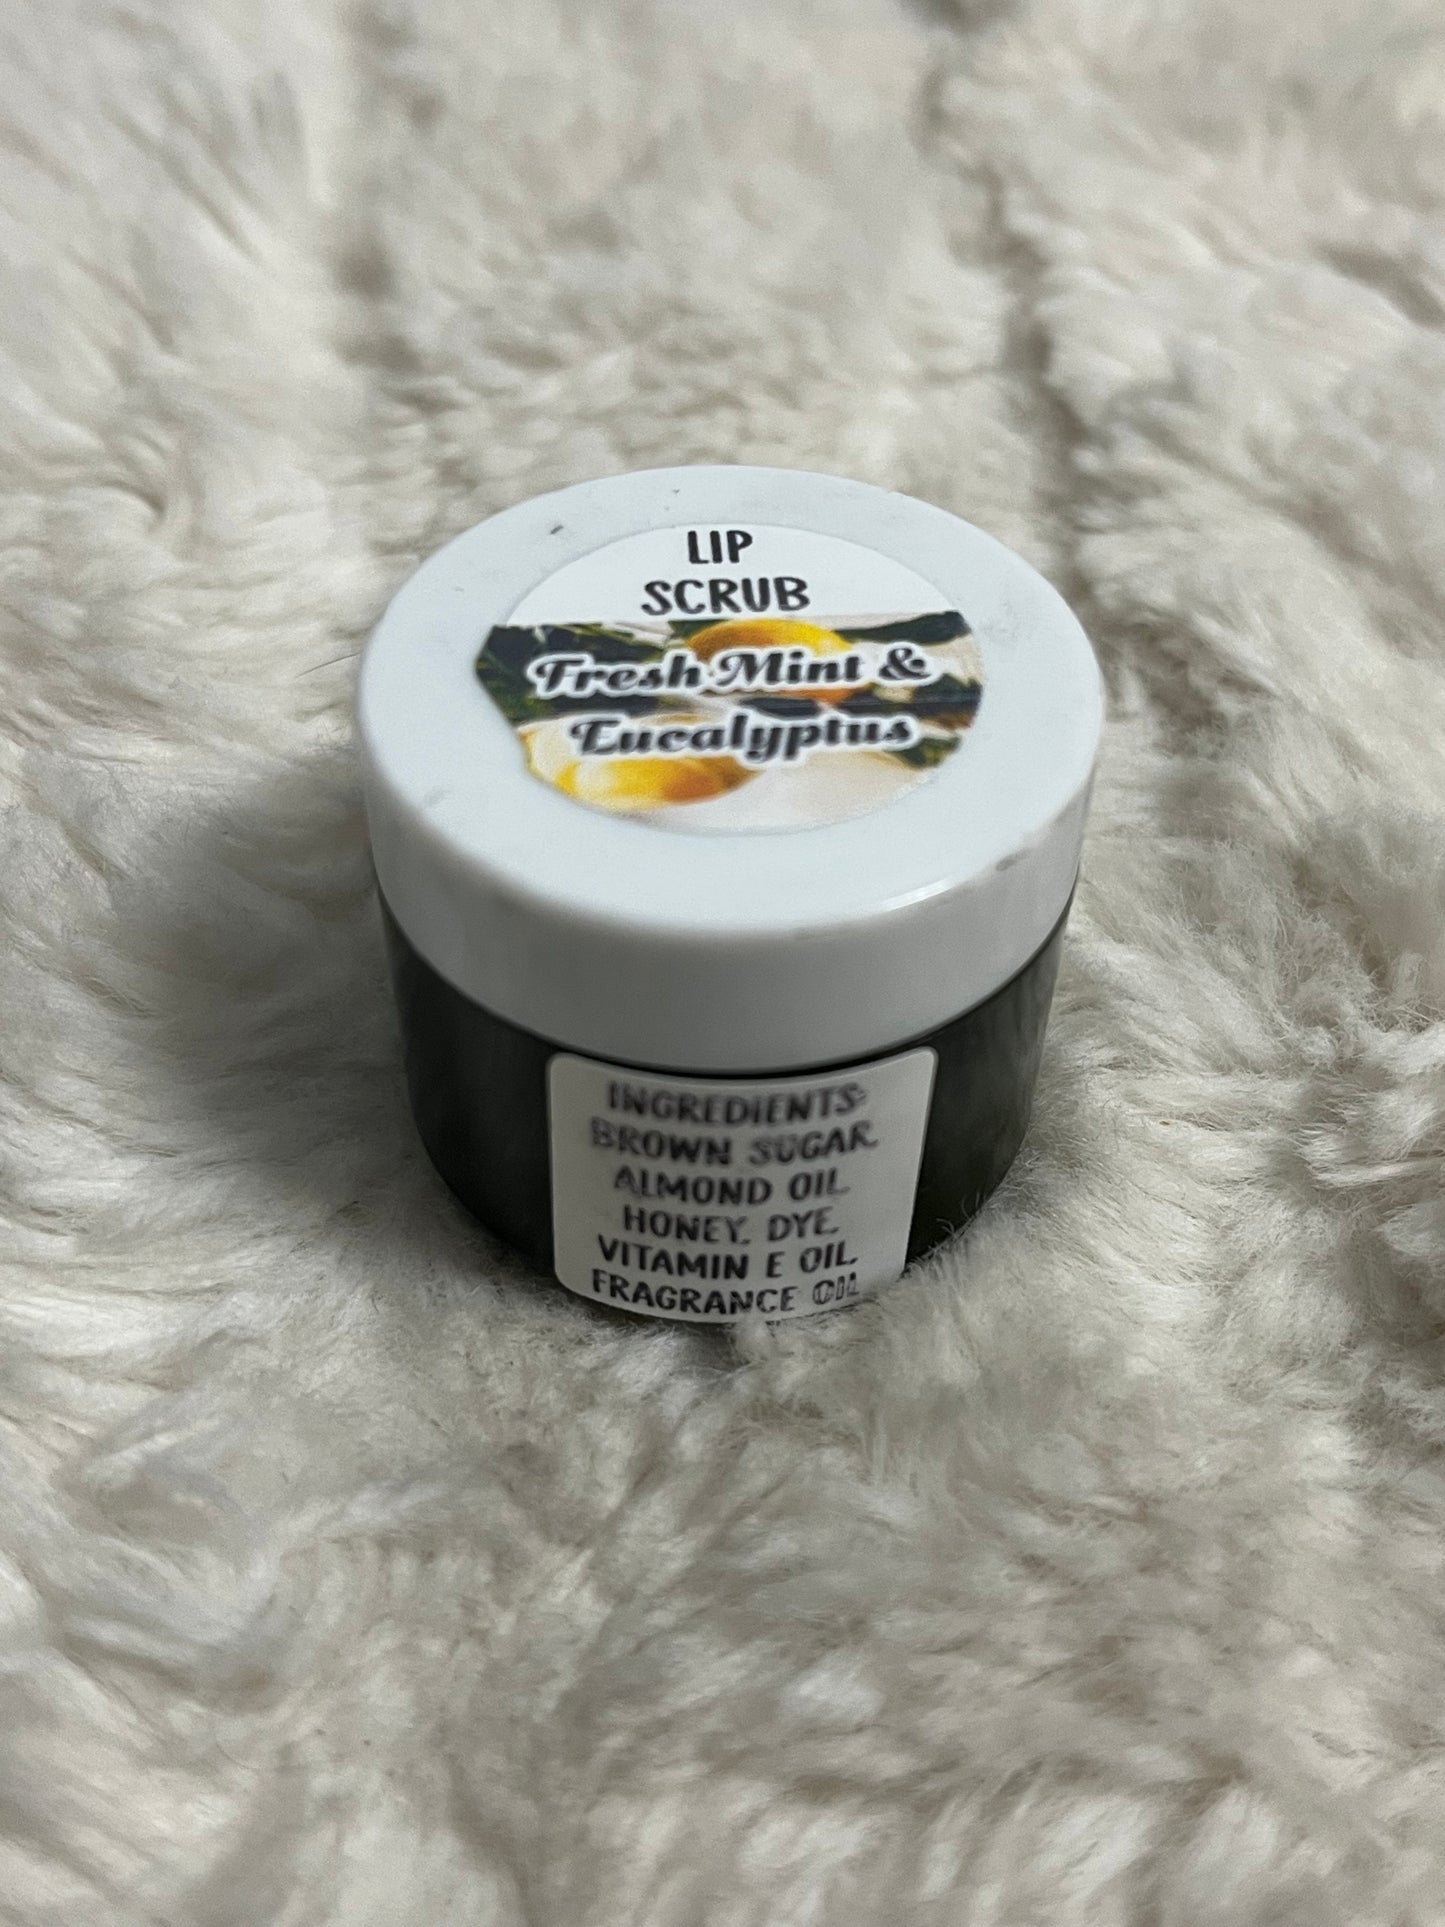 LIP
SCRUB
Fresh Mint &
Eucalyptus
INGREDIENTS:
BROWN SUGAR,
ALMOND OIL,
HONEY, DYE,
VITAMIN E OIL,
FRAGRANCE OIL